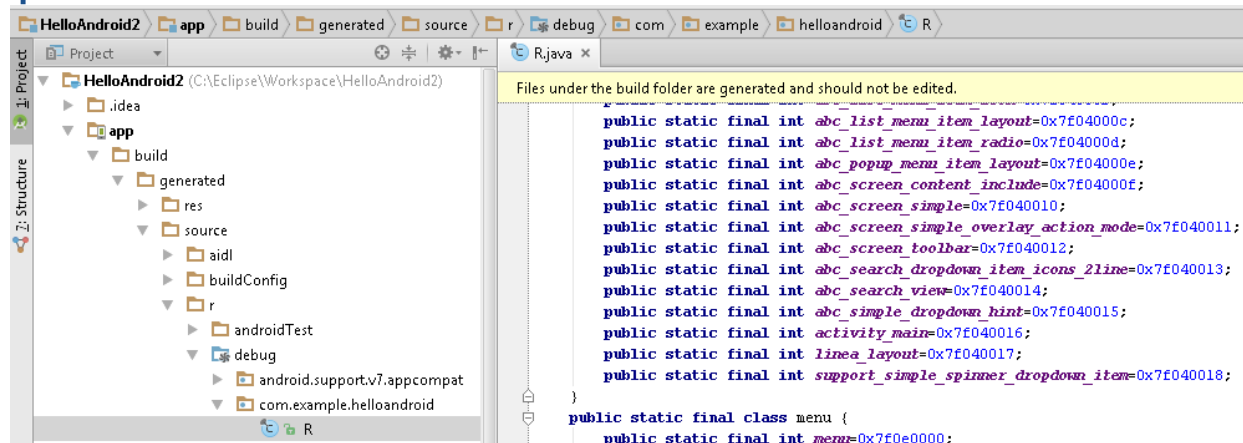 HelloAndroid2 app build generated source r debug com example helloandroid R
1: Project
7: Structure
Project
HelloAndroid2 (C:\Eclipse\Workspace\HelloAndroid2)
.idea
app
build
generated
res
source
aidl
buildConfig
r
androidTest
debug
android.support.v7.appcompat
com.example.helloandroid
R
R.java
Files under the build folder are generated and should not be edited.
public static final int abc_list_menu_item_layout=0x7f04000c;
public static final int abc_list_menu_item_radio=0x7f04000d;
public static final int abc_popup_menu_item_layout=0x7f04000e;
public static final int abc_screen_content_include=0x7f04000f;
public static final int abc_screen_simple=0x7f040010;
public static final int abc_screen_simple_overlay_action_mode=0x7f040011;
public static final int abc_screen_toolbar=0x7f040012;
public static final int abc_search_dropdown_item_icons_2line=0x7f040013;
public static final int abc_search_view=0x7f040014;
public static final int abc_simple_dropdown_hint=0x7f040015;
public static final int activity_main=0x7f040016;
public static final int linea_layout=0x7f040017;
public static final int support_simple_spinner_dropdown_item=0x7f040018;
}
public static final class menu {
public static final int menu=0x7f0e0000;